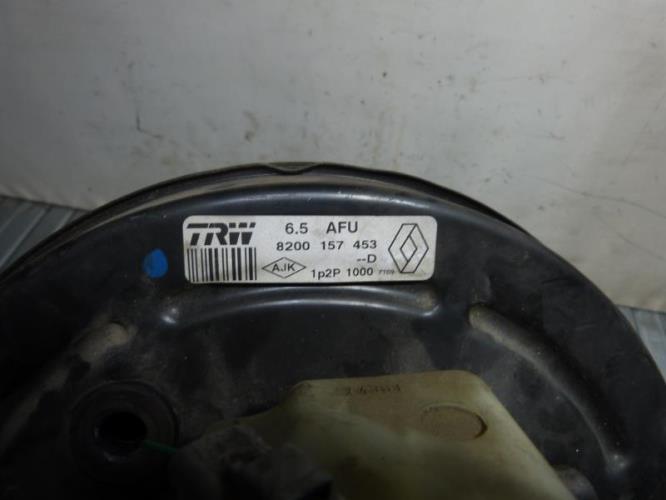 TRW 6.5 AFU
8200 157 453
--D
AJK 1p2P 1000